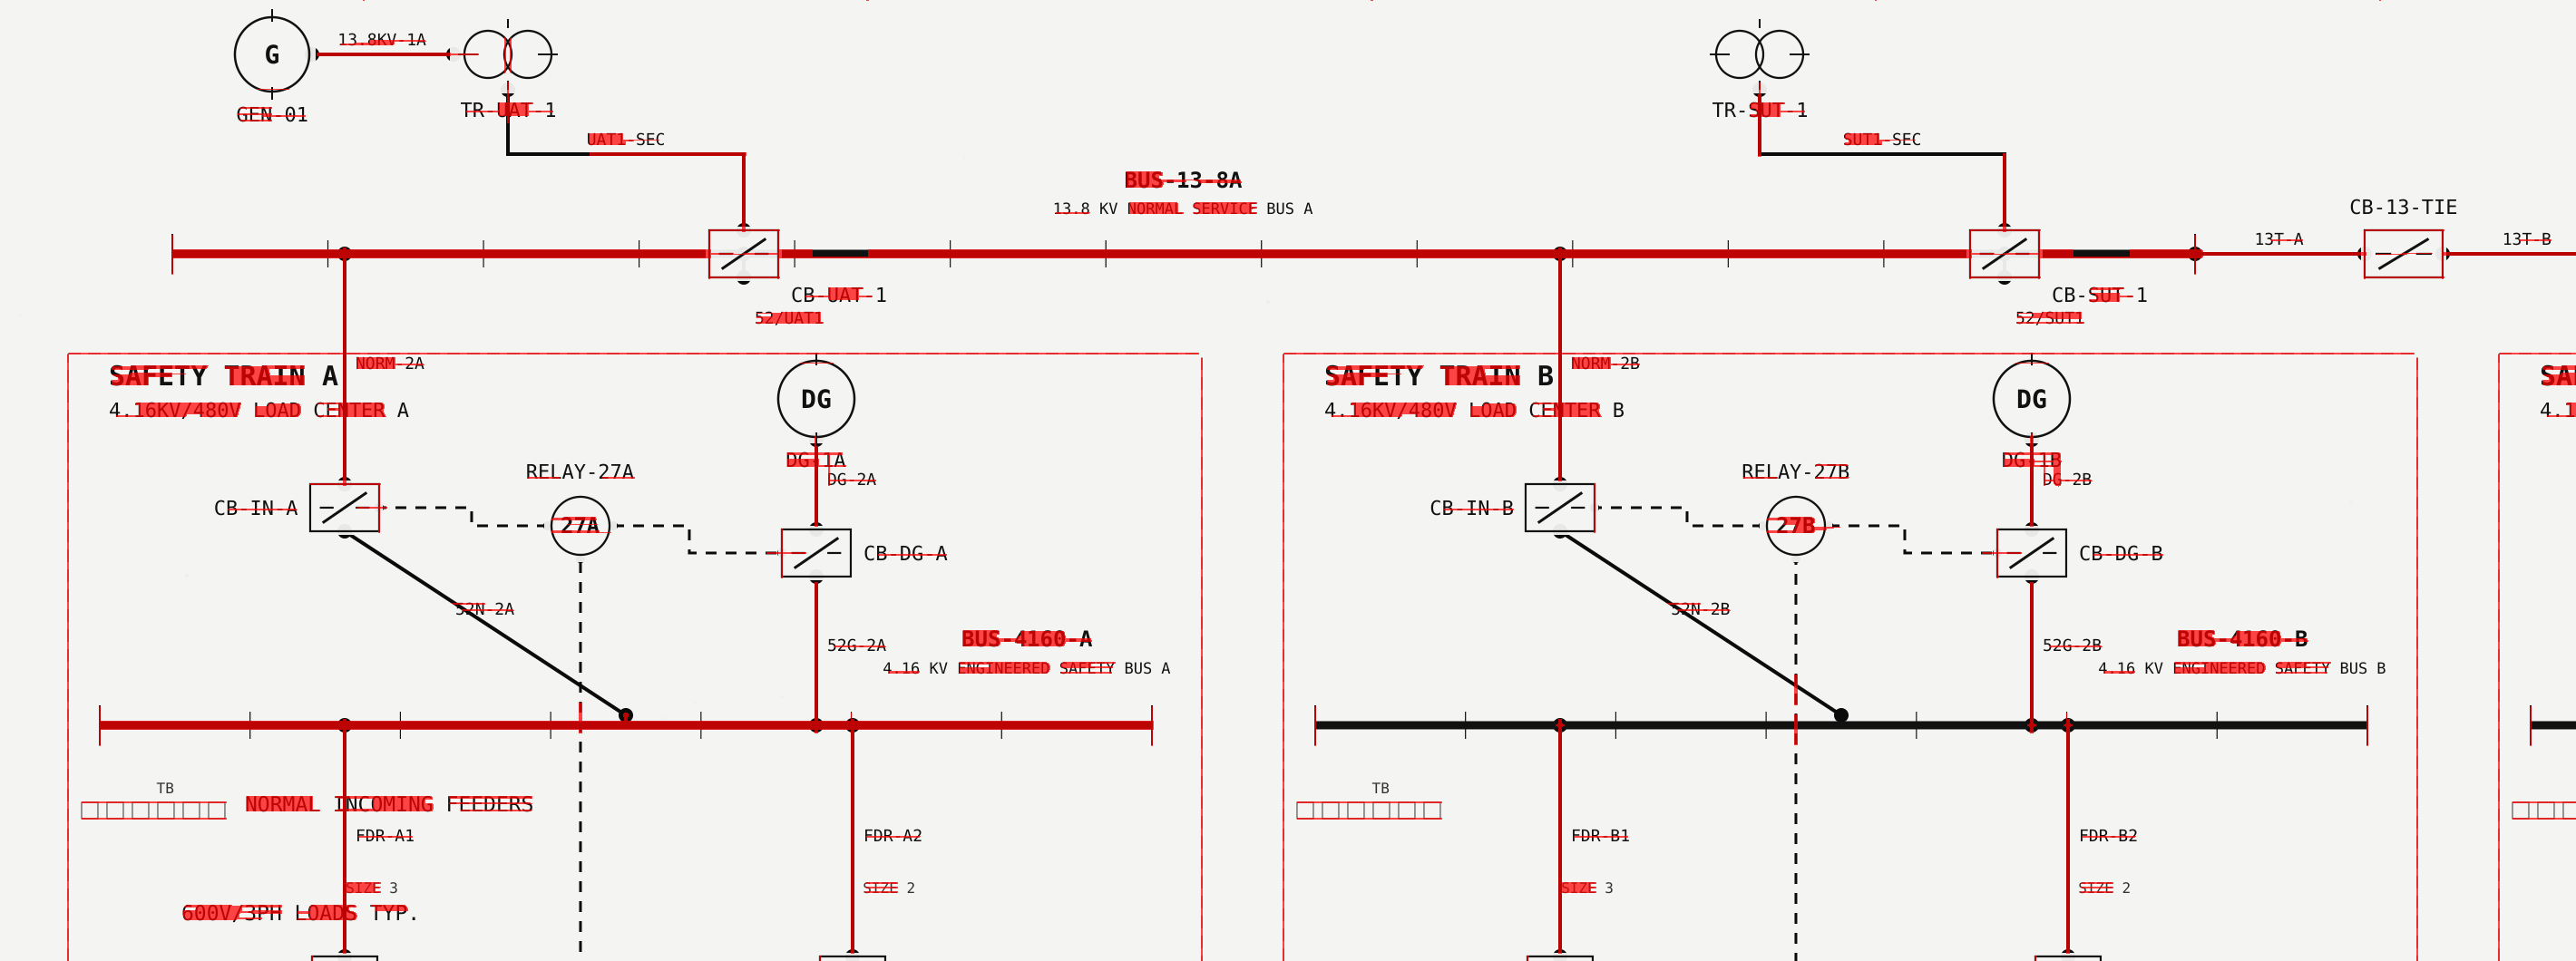 G
13.8KV-1A
GEN-01
TR-UAT-1
UAT1-SEC
TR-SUT-1
SUT1-SEC
BUS-13-8A
13.8 KV NORMAL SERVICE BUS A
CB-13-TIE
13T-A
13T-B
CB-UAT-1
52/UAT1
CB-SUT-1
52/SUT1
SAFETY TRAIN A
4.16KV/480V LOAD CENTER A
NORM-2A
DG
DG-1A
DG-2A
RELAY-27A
27A
CB-IN-A
CB-DG-A
52N-2A
52G-2A
BUS-4160-A
4.16 KV ENGINEERED SAFETY BUS A
TB
NORMAL INCOMING FEEDERS
FDR-A1
FDR-A2
SIZE 3
SIZE 2
600V/3PH LOADS TYP.
SAFETY TRAIN B
4.16KV/480V LOAD CENTER B
NORM-2B
DG
DG-1B
DG-2B
RELAY-27B
27B
CB-IN-B
CB-DG-B
52N-2B
52G-2B
BUS-4160-B
4.16 KV ENGINEERED SAFETY BUS B
TB
FDR-B1
FDR-B2
SIZE 3
SIZE 2